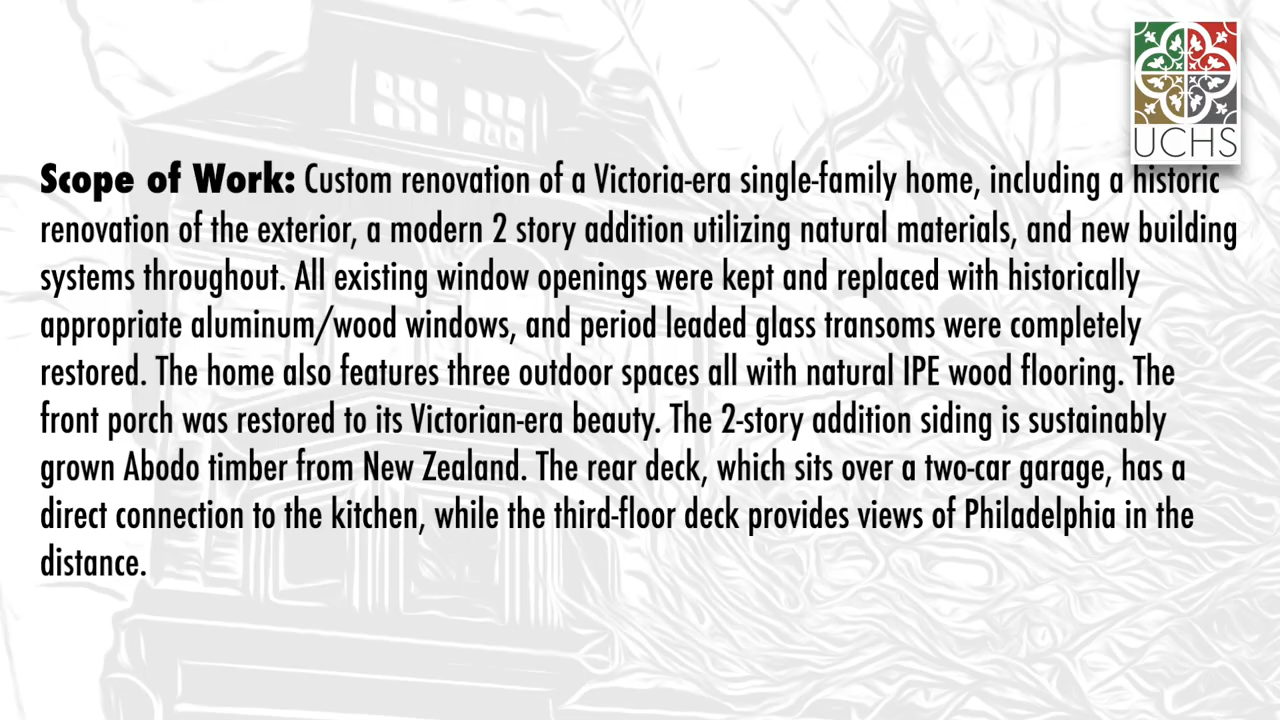 UCHS
Scope of Work: Custom renovation of a Victoria-era single-family home, including a historic
renovation of the exterior, a modern 2 story addition utilizing natural materials, and new building
systems throughout. All existing window openings were kept and replaced with historically
appropriate aluminum/wood windows, and period leaded glass transoms were completely
restored. The home also features three outdoor spaces all with natural IPE wood flooring. The
front porch was restored to its Victorian-era beauty. The 2-story addition siding is sustainably
grown Abodo timber from New Zealand. The rear deck, which sits over a two-car garage, has a
direct connection to the kitchen, while the third-floor deck provides views of Philadelphia in the
distance.